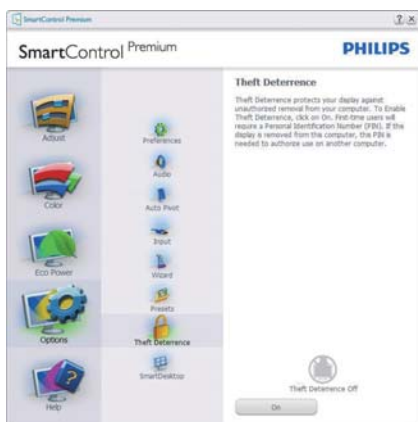 SmartControl Premium
SmartControl Premium
PHILIPS
Adjust
Color
Eco Power
Options
Help
Preferences
Audio
Auto Pivot
Input
Wizard
Presets
Theft Deterrence
SmartDesktop
Theft Deterrence
Theft Deterrence protects your display against
unauthorized removal from your computer. To Enable
Theft Deterrence, click on On. First-time users will
require a Personal Identification Number (PIN). If the
display is removed from the computer, the PIN is
needed to authorize use on another computer.
Theft Deterrence Off
On